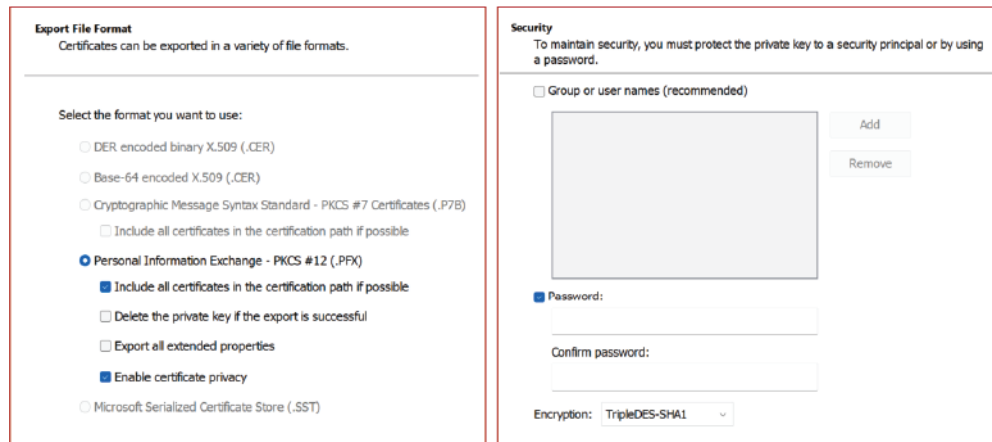 Export File Format
Certificates can be exported in a variety of file formats.
Select the format you want to use:
DER encoded binary X.509 (.CER)
Base-64 encoded X.509 (.CER)
Cryptographic Message Syntax Standard - PKCS #7 Certificates (.P7B)
Include all certificates in the certification path if possible
Personal Information Exchange - PKCS #12 (.PFX)
Include all certificates in the certification path if possible
Delete the private key if the export is successful
Export all extended properties
Enable certificate privacy
Microsoft Serialized Certificate Store (.SST)
Security
To maintain security, you must protect the private key to a security principal or by using
a password.
Group or user names (recommended)
Add
Remove
Password:
Confirm password:
Encryption: TripleDES-SHA1